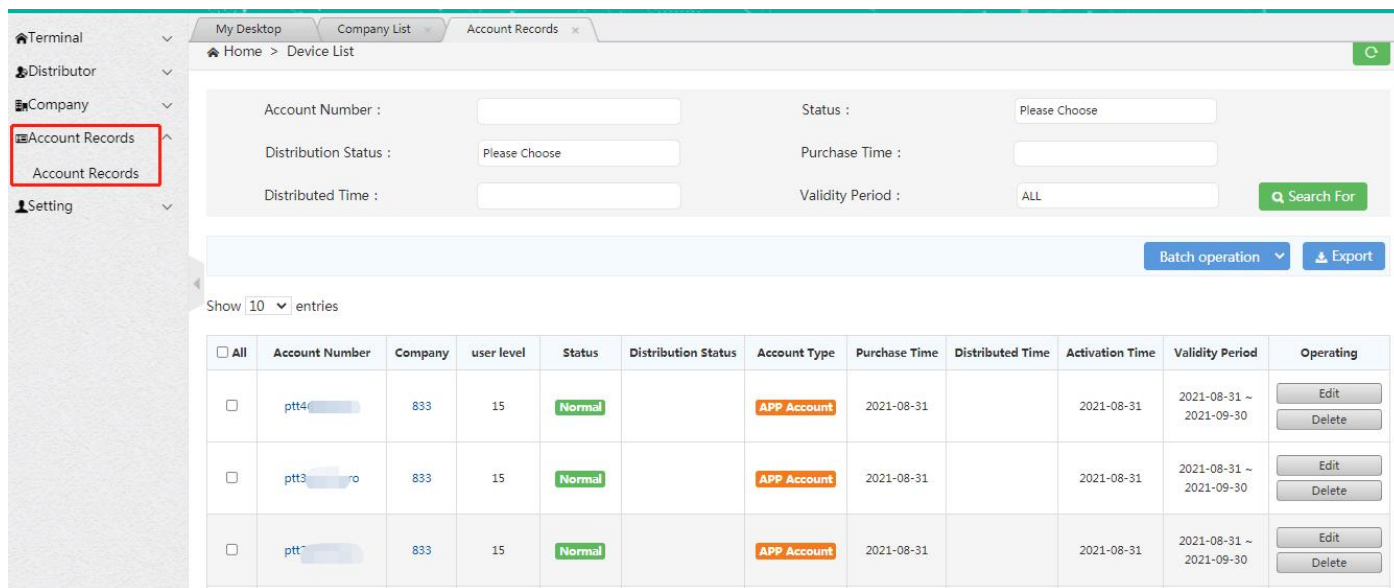 My Desktop Company List × Account Records ×
Home > Device List
Terminal
Distributor
Company
Account Records
Account Records
Setting
Account Number : Status : Please Choose
Distribution Status : Please Choose Purchase Time :
Distributed Time : Validity Period : ALL Search For
Batch operation Export
Show 10 entries
All Account Number Company user level Status Distribution Status Account Type Purchase Time Distributed Time Activation Time Validity Period Operating
833 15 Normal APP Account 2021-08-31 2021-08-31 2021-08-31 ~ Edit
2021-09-30 Delete
833 15 Normal APP Account 2021-08-31 2021-08-31 2021-08-31 ~ Edit
2021-09-30 Delete
833 15 Normal APP Account 2021-08-31 2021-08-31 2021-08-31 ~ Edit
2021-09-30 Delete